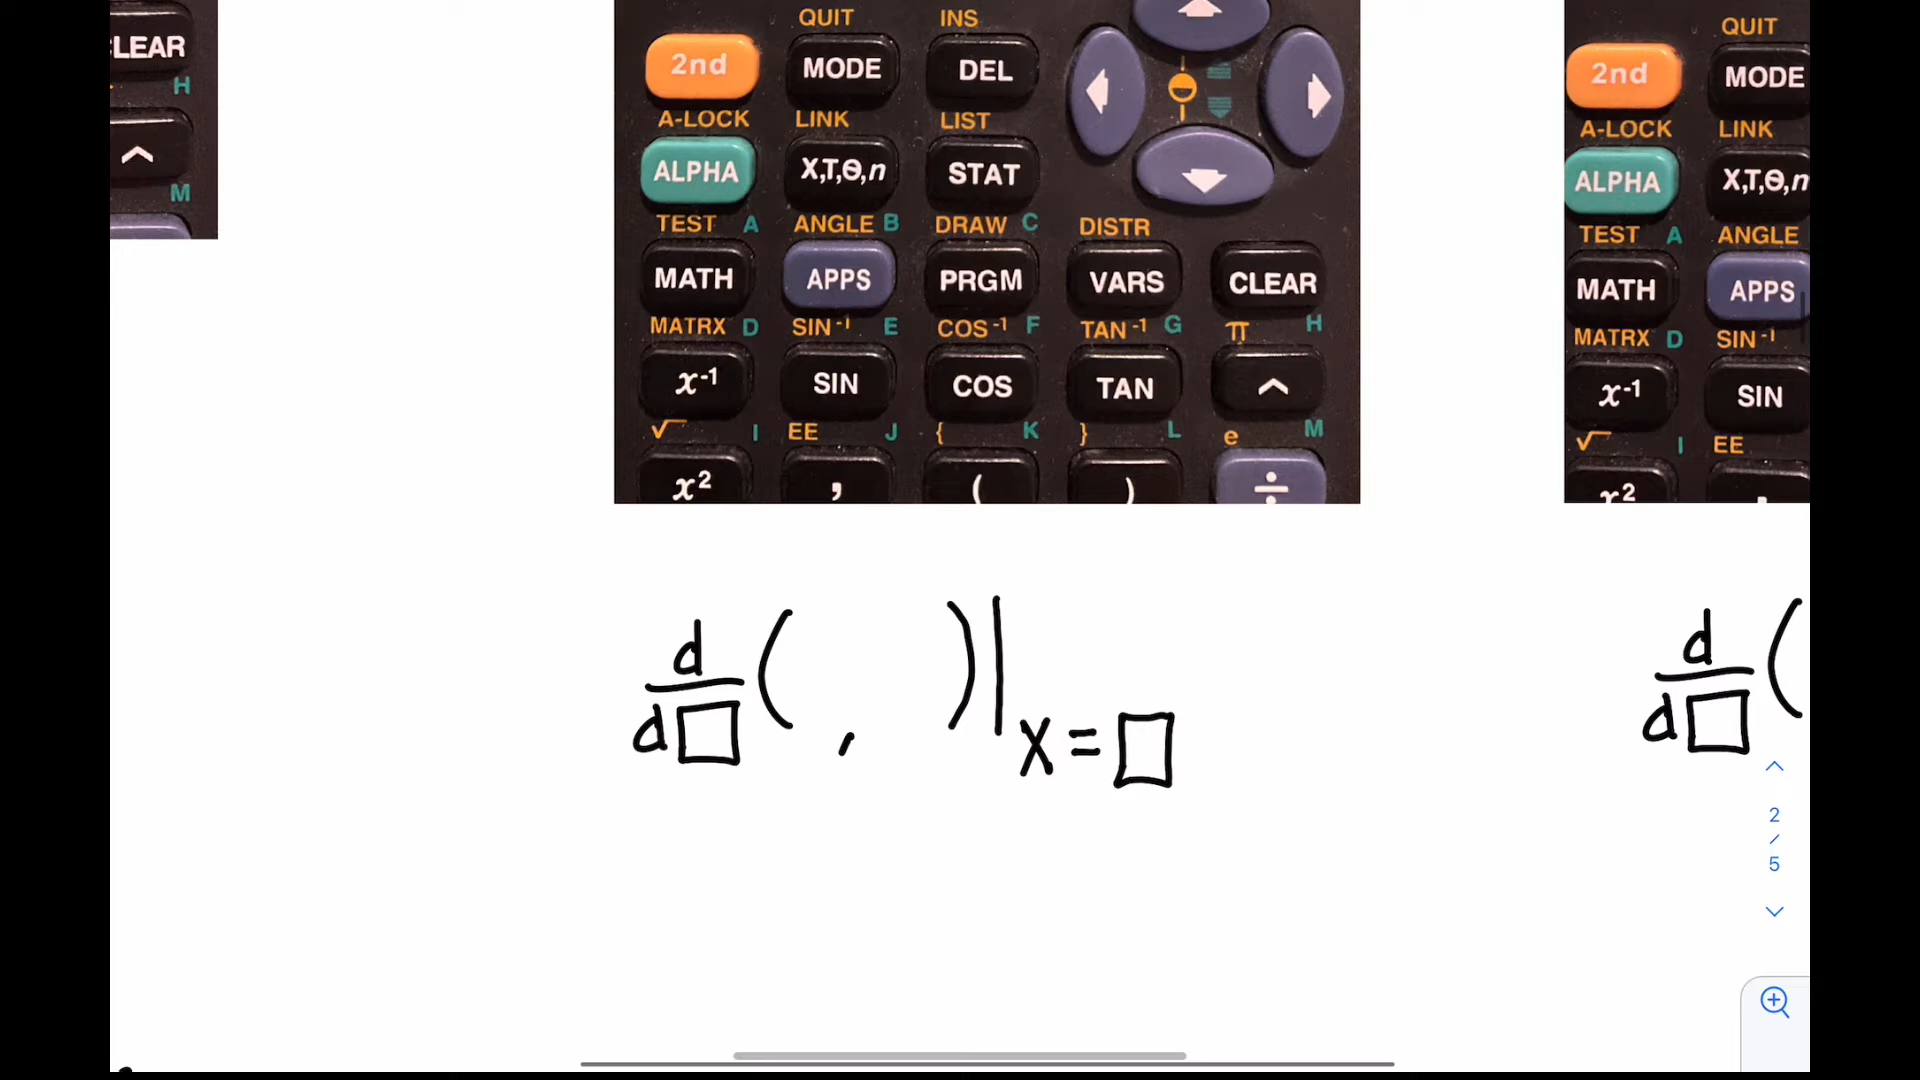 QUIT INS QUIT
CLEAR 2nd MODE DEL 2nd MODE
H A-LOCK LINK LIST A-LOCK LINK
^ ALPHA X,T,Θ,n STAT ALPHA X,T,Θ,n
M TEST A ANGLE B DRAW C DISTR TEST A ANGLE
MATH APPS PRGM VARS CLEAR MATH APPS
MATRX D SIN⁻¹ E COS⁻¹ F TAN⁻¹ G π H MATRX D SIN⁻¹
x⁻¹ SIN COS TAN ^ x⁻¹ SIN
√ I EE J { K } L e M √ I EE
x² , ( ) ÷ x²
d/d□( , )|x=□ d/d□(
2
/
5